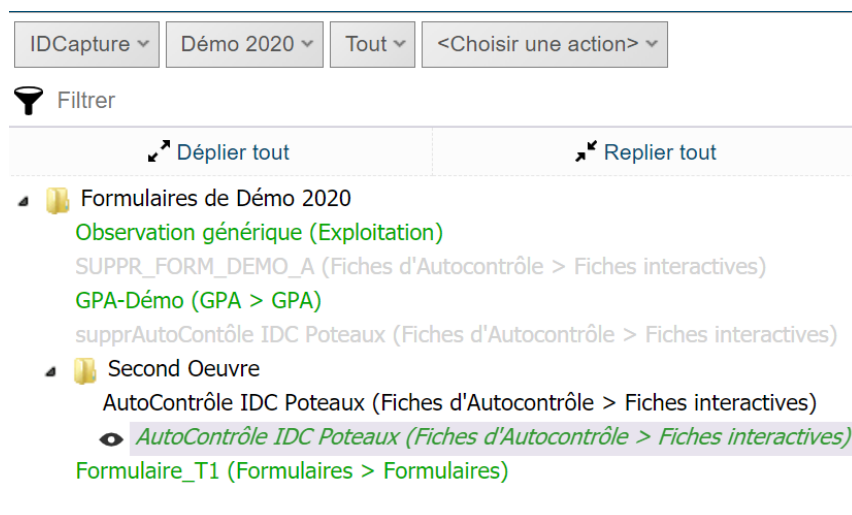 IDCapture Démo 2020 Tout <Choisir une action>
Filtrer
Déplier tout Replier tout
Formulaires de Démo 2020
Observation générique (Exploitation)
SUPPR_FORM_DEMO_A (Fiches d'Autocontrôle > Fiches interactives)
GPA-Démo (GPA > GPA)
supprAutoContôle IDC Poteaux (Fiches d'Autocontrôle > Fiches interactives)
Second Oeuvre
AutoContrôle IDC Poteaux (Fiches d'Autocontrôle > Fiches interactives)
AutoContrôle IDC Poteaux (Fiches d'Autocontrôle > Fiches interactives)
Formulaire_T1 (Formulaires > Formulaires)